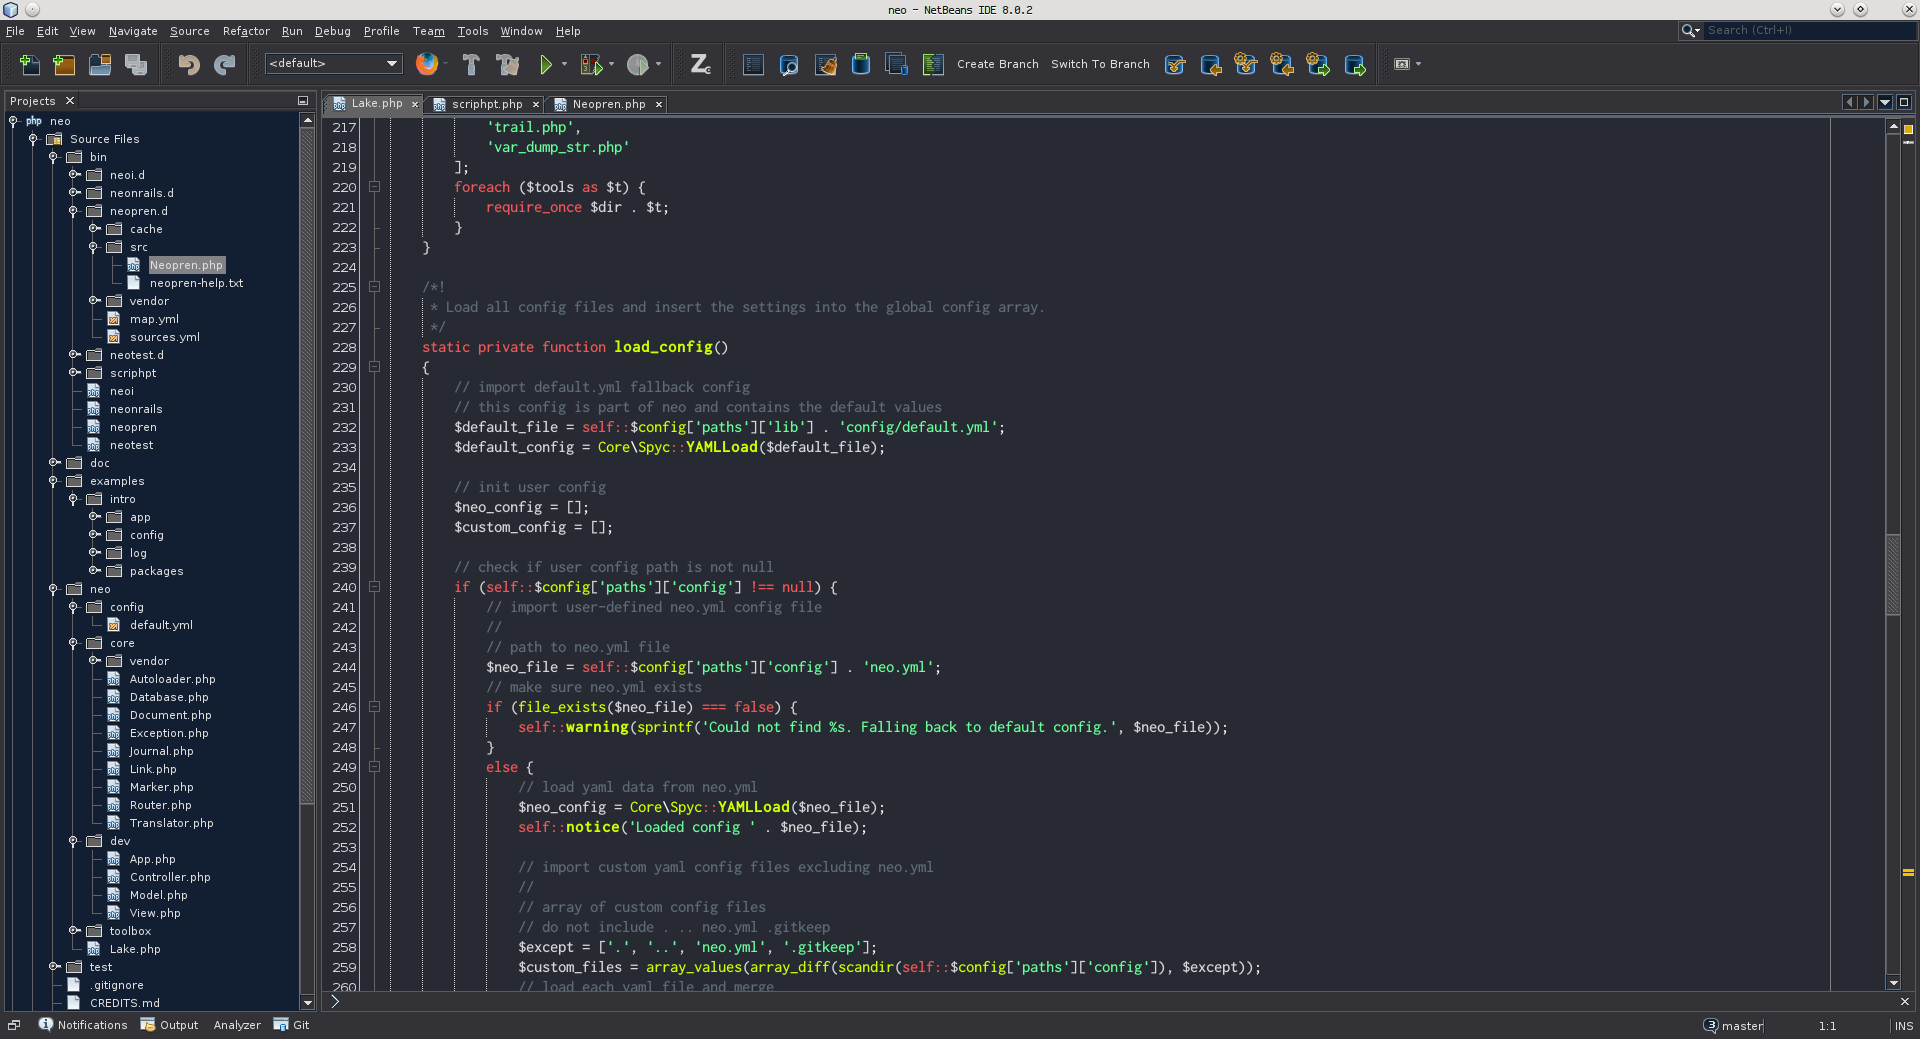 neo - NetBeans IDE 8.0.2
File Edit View Navigate Source Refactor Run Debug Profile Team Tools Window Help
Search (Ctrl+I)
<default>
Create Branch Switch To Branch
Projects
php neo
Source Files
bin
neoi.d
neonrails.d
neopren.d
cache
src
Neopren.php
neopren-help.txt
vendor
map.yml
sources.yml
neotest.d
scriphpt
neoi
neonrails
neopren
neotest
doc
examples
intro
app
config
log
packages
neo
config
default.yml
core
vendor
Autoloader.php
Database.php
Document.php
Exception.php
Journal.php
Link.php
Marker.php
Router.php
Translator.php
dev
App.php
Controller.php
Model.php
View.php
toolbox
Lake.php
test
.gitignore
CREDITS.md
Lake.php scriphpt.php Neopren.php
217 'trail.php',
218 'var_dump_str.php'
219 ];
220 foreach ($tools as $t) {
221 require_once $dir . $t;
222 }
223 }
224
225 /*!
226 * Load all config files and insert the settings into the global config array.
227 */
228 static private function load_config()
229 {
230 // import default.yml fallback config
231 // this config is part of neo and contains the default values
232 $default_file = self::$config['paths']['lib'] . 'config/default.yml';
233 $default_config = Core\Spyc::YAMLLoad($default_file);
234
235 // init user config
236 $neo_config = [];
237 $custom_config = [];
238
239 // check if user config path is not null
240 if (self::$config['paths']['config'] !== null) {
241 // import user-defined neo.yml config file
242 //
243 // path to neo.yml file
244 $neo_file = self::$config['paths']['config'] . 'neo.yml';
245 // make sure neo.yml exists
246 if (file_exists($neo_file) === false) {
247 self::warning(sprintf('Could not find %s. Falling back to default config.', $neo_file));
248 }
249 else {
250 // load yaml data from neo.yml
251 $neo_config = Core\Spyc::YAMLLoad($neo_file);
252 self::notice('Loaded config ' . $neo_file);
253
254 // import custom yaml config files excluding neo.yml
255 //
256 // array of custom config files
257 // do not include . .. neo.yml .gitkeep
258 $except = ['.', '..', 'neo.yml', '.gitkeep'];
259 $custom_files = array_values(array_diff(scandir(self::$config['paths']['config']), $except));
260 // load each yaml file and merge
Notifications Output Analyzer Git
3 master 1:1 INS